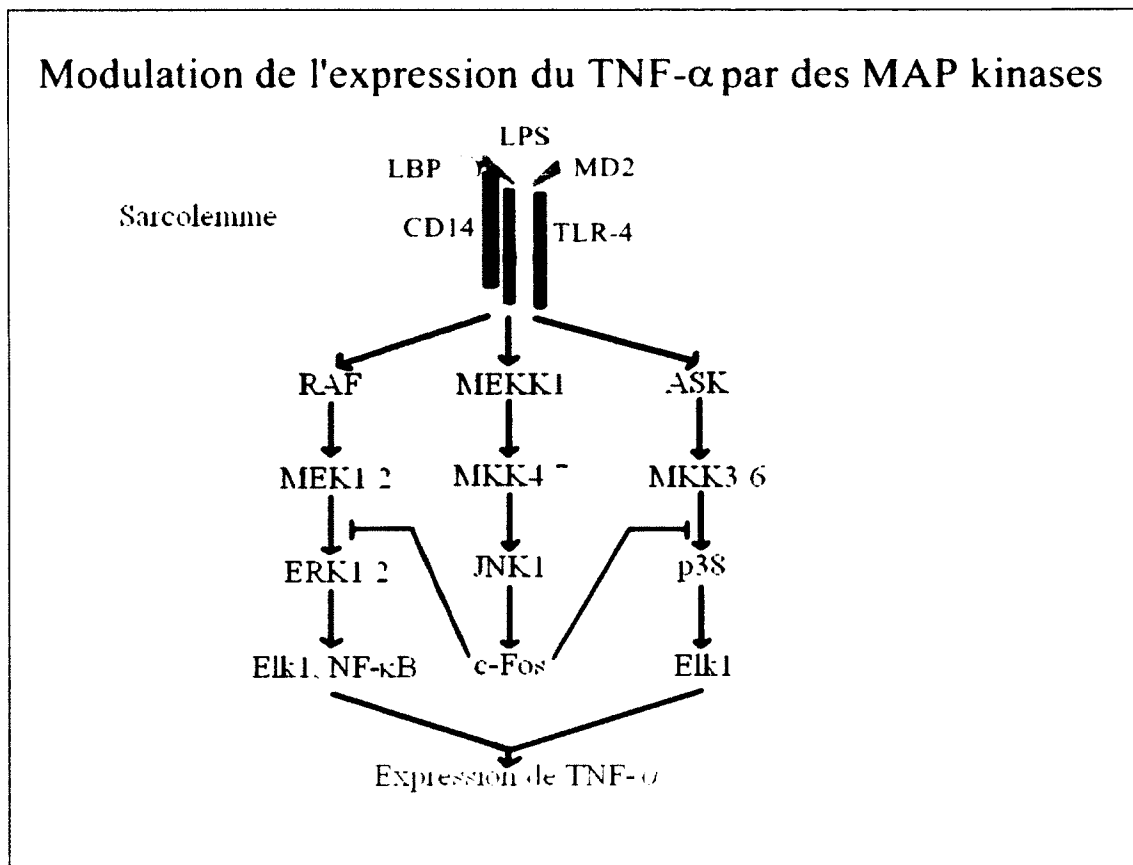 Modulation de l'expression du TNF-α par des MAP kinases
LPS
LBP MD2
Sarcolemme CD14 TLR-4
RAF MEKK1 ASK
MEK1 2 MKK4 7 MKK3 6
ERK1 2 JNK1 p38
Elk1, NF-κB c-Fos Elk1
Expression de TNF-α